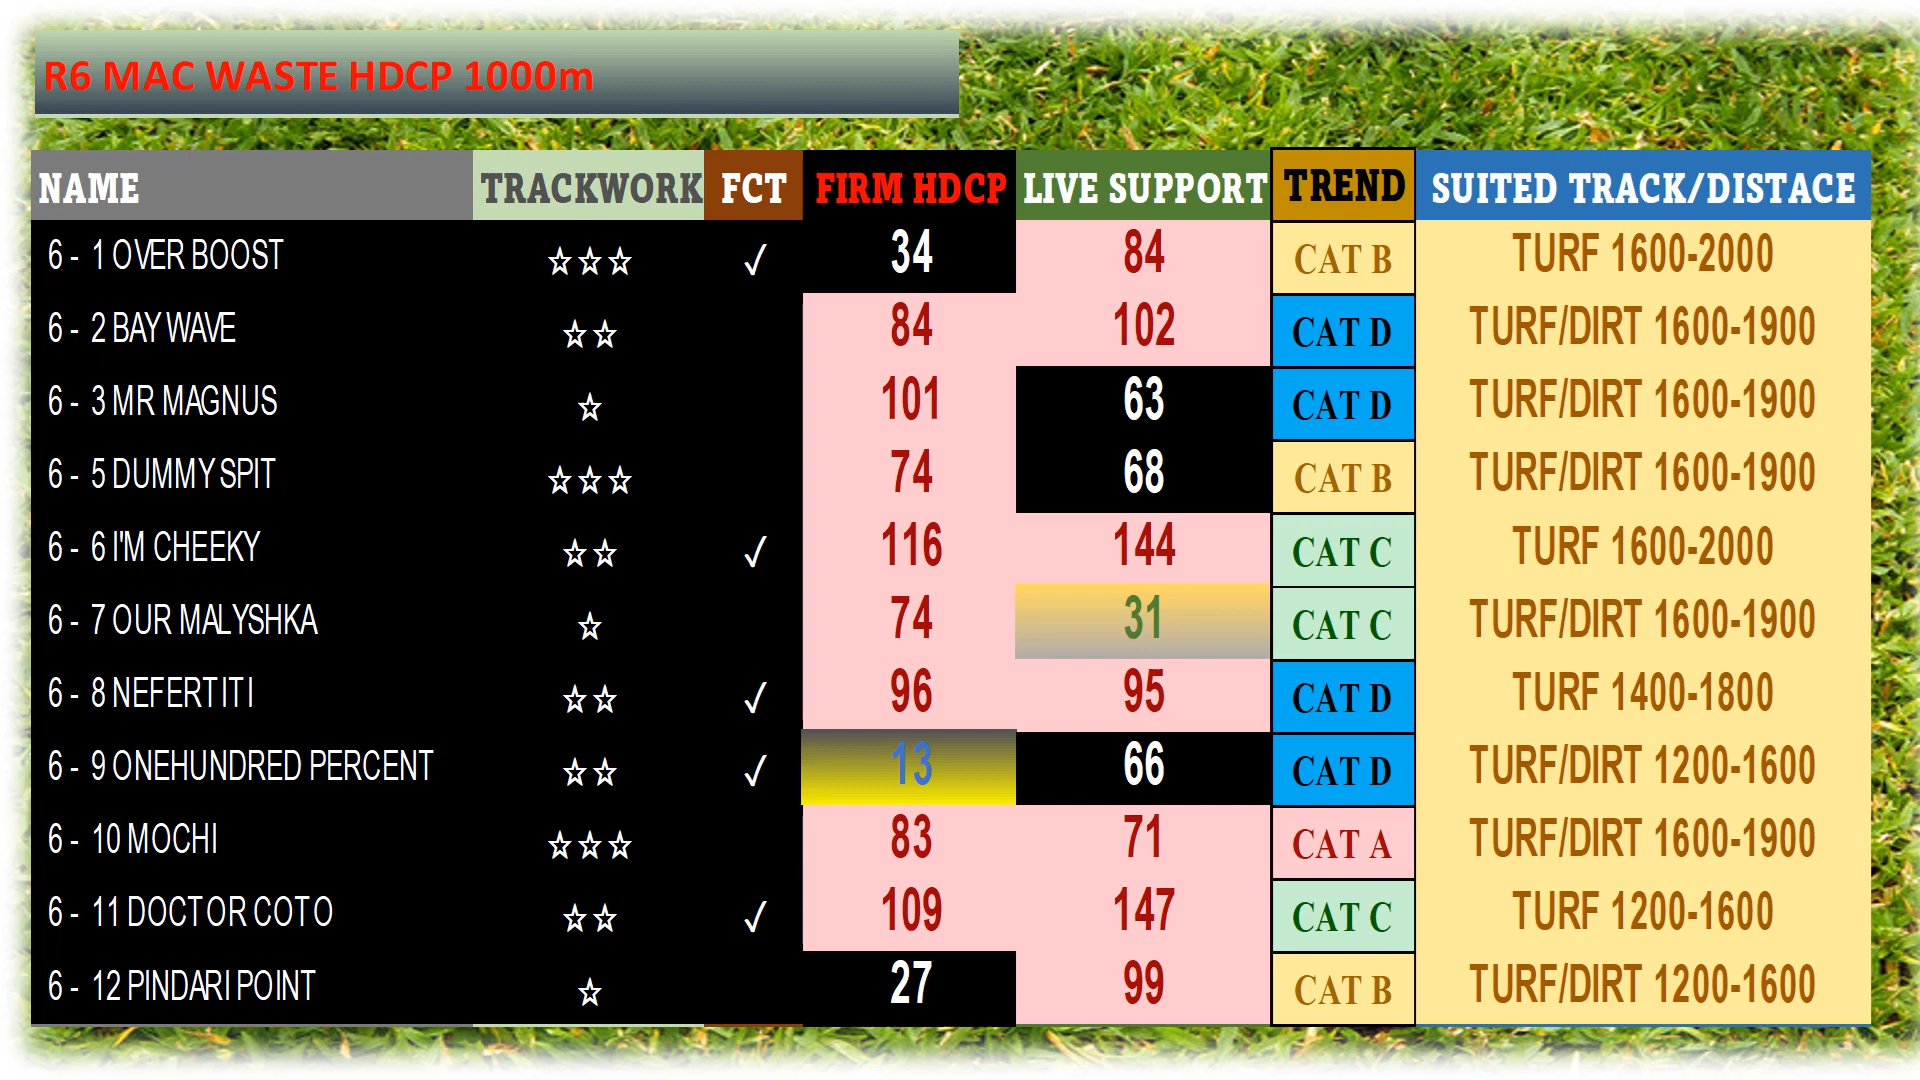 R6 MAC WASTE HDCP 1000m
NAME TRACKWORK FCT FIRM HDCP LIVE SUPPORT TREND SUITED TRACK/DISTACE
6 - 1 OVER BOOST ☆☆☆ ✓ 34 84 CAT B TURF 1600-2000
6 - 2 BAY WAVE ☆☆ 84 102 CAT D TURF/DIRT 1600-1900
6 - 3 MR MAGNUS ☆ 101 63 CAT D TURF/DIRT 1600-1900
6 - 5 DUMMY SPIT ☆☆☆ 74 68 CAT B TURF/DIRT 1600-1900
6 - 6 I'M CHEEKY ☆☆ ✓ 116 144 CAT C TURF 1600-2000
6 - 7 OUR MALYSHKA ☆ 74 31 CAT C TURF/DIRT 1600-1900
6 - 8 NEFERTITI ☆☆ ✓ 96 95 CAT D TURF 1400-1800
6 - 9 ONEHUNDRED PERCENT ☆☆ ✓ 13 66 CAT D TURF/DIRT 1200-1600
6 - 10 MOCHI ☆☆☆ 83 71 CAT A TURF/DIRT 1600-1900
6 - 11 DOCTOR COTO ☆☆ ✓ 109 147 CAT C TURF 1200-1600
6 - 12 PINDARI POINT ☆ 27 99 CAT B TURF/DIRT 1200-1600